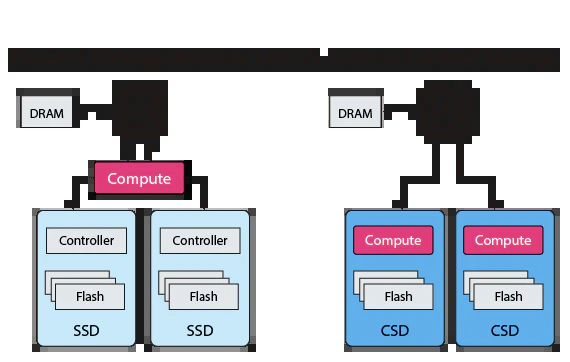 DRAM
DRAM
Compute
Controller
Controller
Compute
Compute
Flash
Flash
Flash
Flash
SSD
SSD
CSD
CSD